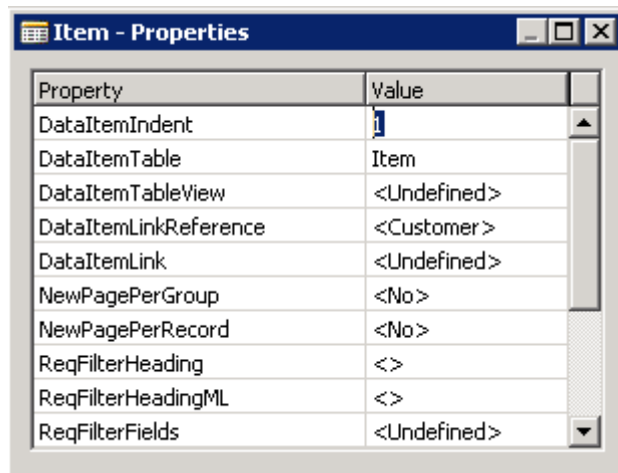 Item - Properties
Property Value
DataItemIndent 1
DataItemTable Item
DataItemTableView <Undefined>
DataItemLinkReference <Customer>
DataItemLink <Undefined>
NewPagePerGroup <No>
NewPagePerRecord <No>
ReqFilterHeading <>
ReqFilterHeadingML <>
ReqFilterFields <Undefined>